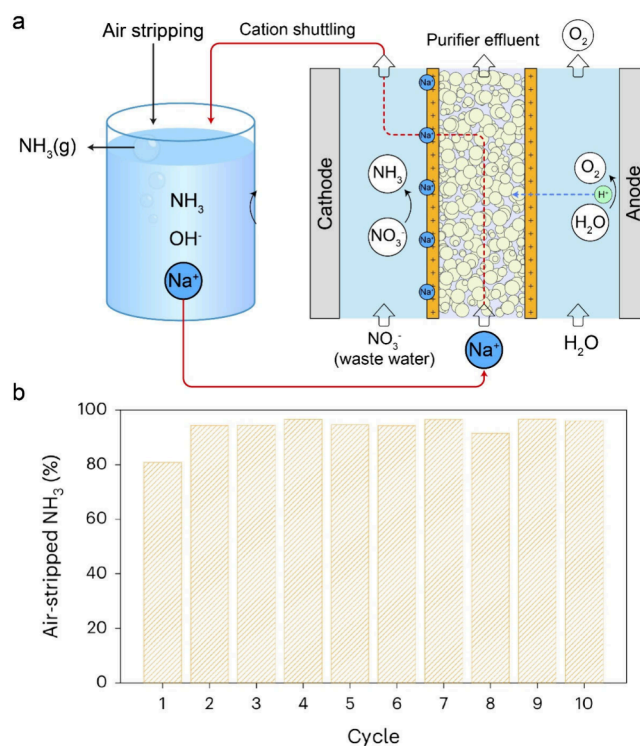 a
Air stripping
Cation shuttling
Purifier effluent
O₂
NH₃(g)
NH₃
OH⁻
Na⁺
Cathode
NH₃
NO₃⁻
Na⁺
Na⁺
Na⁺
Na⁺
Na⁺
O₂
H⁺
H₂O
Anode
NO₃⁻
(waste water)
Na⁺
H₂O
b
Air-stripped NH₃ (%)
100
80
60
40
20
0
1 2 3 4 5 6 7 8 9 10
Cycle